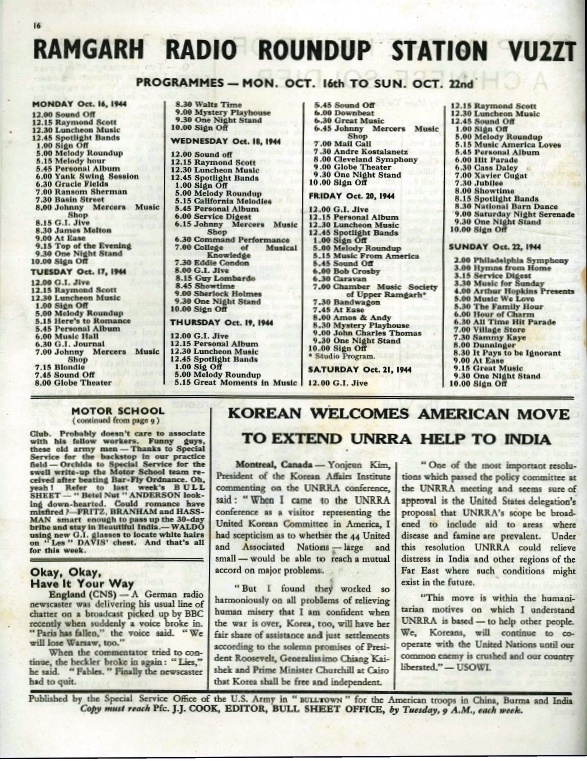 16
RAMGARH RADIO ROUNDUP STATION VU2ZT
PROGRAMMES — MON. OCT. 16th TO SUN. OCT. 22nd
MONDAY Oct. 16, 1944
12.00 Sound Off
12.15 Raymond Scott
12.30 Luncheon Music
12.45 Spotlight Bands
1.00 Sign Off
5.00 Melody Roundup
5.15 Melody hour
5.45 Personal Album
6.00 Yank Swing Session
6.30 Gracie Fields
7.00 Ransom Sherman
7.30 Basin Street
8.00 Johnny Mercers Music
Shop
8.15 G.I. Jive
8.30 James Melton
9.00 At Ease
9.15 Top of the Evening
9.30 One Night Stand
10.00 Sign Off
TUESDAY Oct. 17, 1944
12.00 G.I. Jive
12.15 Raymond Scott
12.30 Luncheon Music
1.00 Sign Off
5.00 Melody Roundup
5.15 Here's to Romance
5.45 Personal Album
6.00 Music Hall
6.30 G.I. Journal
7.00 Johnny Mercers Music
Shop
7.15 Blondie
7.45 Sound Off
8.00 Globe Theater
8.30 Waltz Time
9.00 Mystery Playhouse
9.30 One Night Stand
10.00 Sign Off
WEDNESDAY Oct. 18, 1944
12.00 Sound off
12.15 Raymond Scott
12.30 Luncheon Music
12.45 Spotlight Bands
1.00 Sign Off
5.00 Melody Roundup
5.15 California Melodies
5.45 Personal Album
6.00 Service Digest
6.15 Johnny Mercers Music
Shop
6.30 Command Performance
7.00 College of Musical
Knowledge
7.30 Eddie Condon
8.00 G.I. Jive
8.15 Guy Lombardo
8.45 Showtime
9.00 Sherlock Holmes
9.30 One Night Stand
10.00 Sign Off
THURSDAY Oct. 19, 1944
12.00 G.I. Jive
12.15 Personal Album
12.30 Luncheon Music
12.45 Spotlight Bands
1.00 Sig Off
5.00 Melody Roundup
5.15 Great Moments in Music
5.45 Sound Off
6.00 Downbeat
6.30 Great Music
6.45 Johnny Mercers Music
Shop
7.00 Mail Call
7.30 Andre Kostalanetz
8.00 Cleveland Symphony
9.00 Globe Theater
9.30 One Night Stand
10.00 Sign Off
FRIDAY Oct. 20, 1944
12.00 G.I. Jive
12.15 Personal Album
12.30 Luncheon Music
12.45 Spotlight Bands
1.00 Sign Off
5.00 Melody Roundup
5.15 Music From America
5.45 Sound Off
6.00 Bob Crosby
6.30 Caravan
7.00 Chamber Music Society
of Upper Ramgarh*
7.30 Bandwagon
7.45 At Ease
8.00 Amos & Andy
8.30 Mystery Playhouse
9.00 John Charles Thomas
9.30 One Night Stand
10.00 Sign Off
* Studio Program.
SATURDAY Oct. 21, 1944
12.00 G.I. Jive
12.15 Raymond Scott
12.30 Luncheon Music
12.45 Sound Off
1.00 Sign Off
5.00 Melody Roundup
5.15 Music America Loves
5.45 Personal Album
6.00 Hit Parade
6.30 Cass Daley
7.00 Xavier Cugat
7.30 Jubilee
8.00 Showtime
8.15 Spotlight Bands
8.30 National Barn Dance
9.00 Saturday Night Serenade
9.30 One Night Stand
10.00 Sign Off
SUNDAY Oct. 22, 1944
2.00 Philadelphia Symphony
3.00 Hymns from Home
3.15 Service Digest
3.30 Music for Sunday
4.00 Arthur Hopkins Presents
5.00 Music We Love
5.30 The Family Hour
6.00 Hour of Charm
6.30 All Time Hit Parade
7.00 Village Store
7.30 Sammy Kaye
8.00 Dunninger
8.30 It Pays to be Ignorant
9.00 At Ease
9.15 Great Music
9.30 One Night Stand
10.00 Sign Off
MOTOR SCHOOL
(continued from page 9)
Club. Probably doesn't care to associate
with his fellow workers. Funny guys,
these old army men — Thanks to Special
Service for the backstop in our practice
field — Orchids to Special Service for the
swell write-up the Motor School team re-
ceived after beating Bar-Fly Ordnance. Oh,
yeah! Refer to last week's BULL
SHEET — "Betel Nut" ANDERSON look-
ing down-hearted. Could romance have
misfired ?—FRITZ, BRANHAM and HASS-
MAN smart enough to pass up the 30-day
bribe and stay in Beautiful India.—WALDO
using new G.I. glasses to locate white hairs
on "Les" DAVIS' chest. And that's all
for this week.
Okay, Okay,
Have It Your Way
England (CNS) — A German radio
newscaster was delivering his usual line of
chatter on a broadcast picked up by BBC
recently when suddenly a voice broke in.
"Paris has fallen," the voice said. "We
will lose Warsaw, too."
When the commentator tried to con-
tinue, the heckler broke in again: "Lies,"
he said. "Fables." Finally the newscaster
had to quit.
KOREAN WELCOMES AMERICAN MOVE
TO EXTEND UNRRA HELP TO INDIA
Montreal, Canada — Yonjeun Kim,
President of the Korean Affairs Institute
commenting on the UNRRA conference,
said: "When I came to the UNRRA
conference as a visitor representing the
United Korean Committee in America, I
had scepticism as to whether the 44 United
and Associated Nations — large and
small — would be able to reach a mutual
accord on major problems.
"But I found they worked so
harmoniously on all problems of relieving
human misery that I am confident when
the war is over, Korea, too, will have her
fair share of assistance and just settlements
according to the solemn promises of Presi-
dent Roosevelt, Generalissimo Chiang Kai-
shek and Prime Minister Churchill at Cairo
that Korea shall be free and independent.
"One of the most important resolu-
tions which passed the policy committee at
the UNRRA meeting and seems sure of
approval is the United States delegation's
proposal that UNRRA's scope be broad-
ened to include aid to areas where
disease and famine are prevalent. Under
this resolution UNRRA could relieve
distress in India and other regions of the
Far East where such conditions might
exist in the future.
"This move is within the humani-
tarian motives on which I understand
UNRRA is based — to help other people.
We, Koreans, will continue to co-
operate with the United Nations until our
common enemy is crushed and our country
liberated." — USOWI.
Published by the Special Service Office of the U.S. Army in "BULLTOWN" for the American troops in China, Burma and India
Copy must reach Pfc. J.J. COOK, EDITOR, BULL SHEET OFFICE, by Tuesday, 9 A.M., each week.